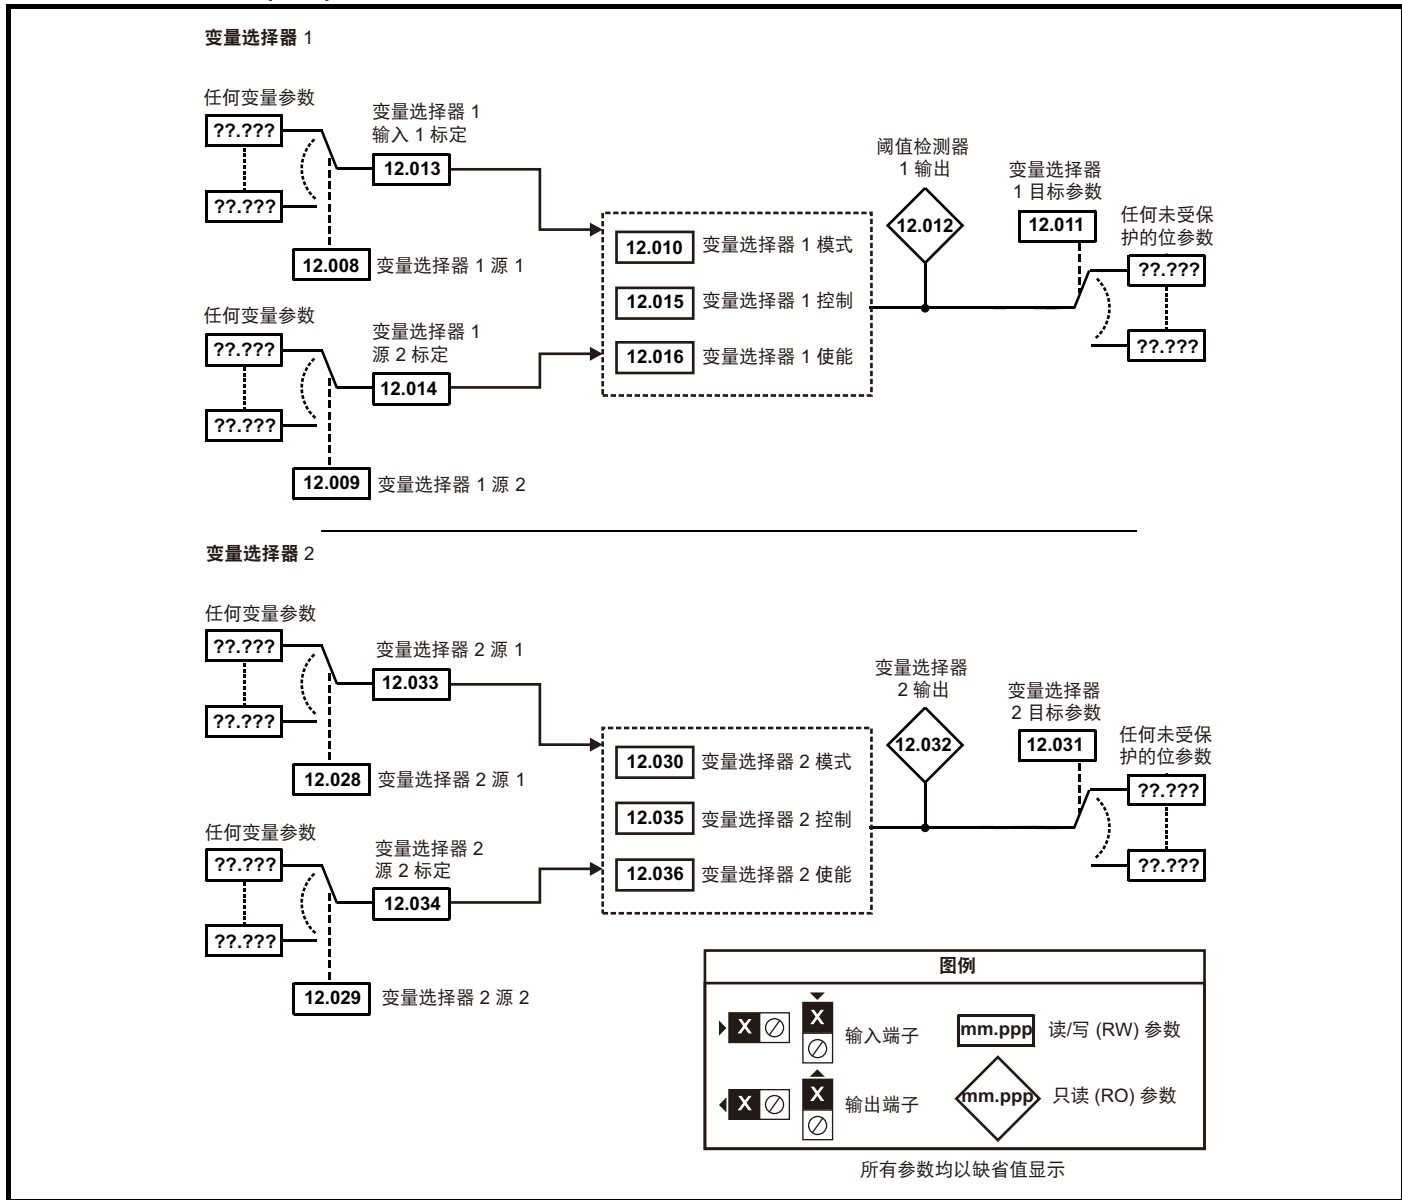 变量选择器 1
任何变量参数
??.???
??.???
变量选择器 1
输入 1 标定
12.013
12.008
变量选择器 1 源 1
任何变量参数
??.???
??.???
变量选择器 1
源 2 标定
12.014
12.009
变量选择器 1 源 2
12.010
变量选择器 1 模式
12.015
变量选择器 1 控制
12.016
变量选择器 1 使能
阈值检测器
1 输出
12.012
变量选择器
1 目标参数
12.011
任何未受保
护的位参数
??.???
??.???
变量选择器 2
任何变量参数
??.???
??.???
变量选择器 2 源 1
12.033
12.028
变量选择器 2 源 1
任何变量参数
??.???
??.???
变量选择器 2
源 2 标定
12.034
12.029
变量选择器 2 源 2
12.030
变量选择器 2 模式
12.035
变量选择器 2 控制
12.036
变量选择器 2 使能
变量选择器
2 输出
12.032
变量选择器
2 目标参数
12.031
任何未受保
护的位参数
??.???
??.???
图例
X
X
输入端子
mm.ppp
读/写 (RW) 参数
X
X
输出端子
mm.ppp
只读 (RO) 参数
所有参数均以缺省值显示